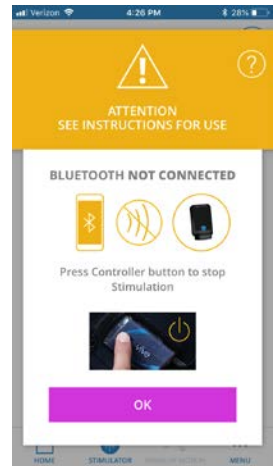 Verizon 4:26 PM 28%
?
ATTENTION
SEE INSTRUCTIONS FOR USE
BLUETOOTH NOT CONNECTED
Press Controller button to stop
Stimulation
vivo
OK
HOME STIMULATOR MENU